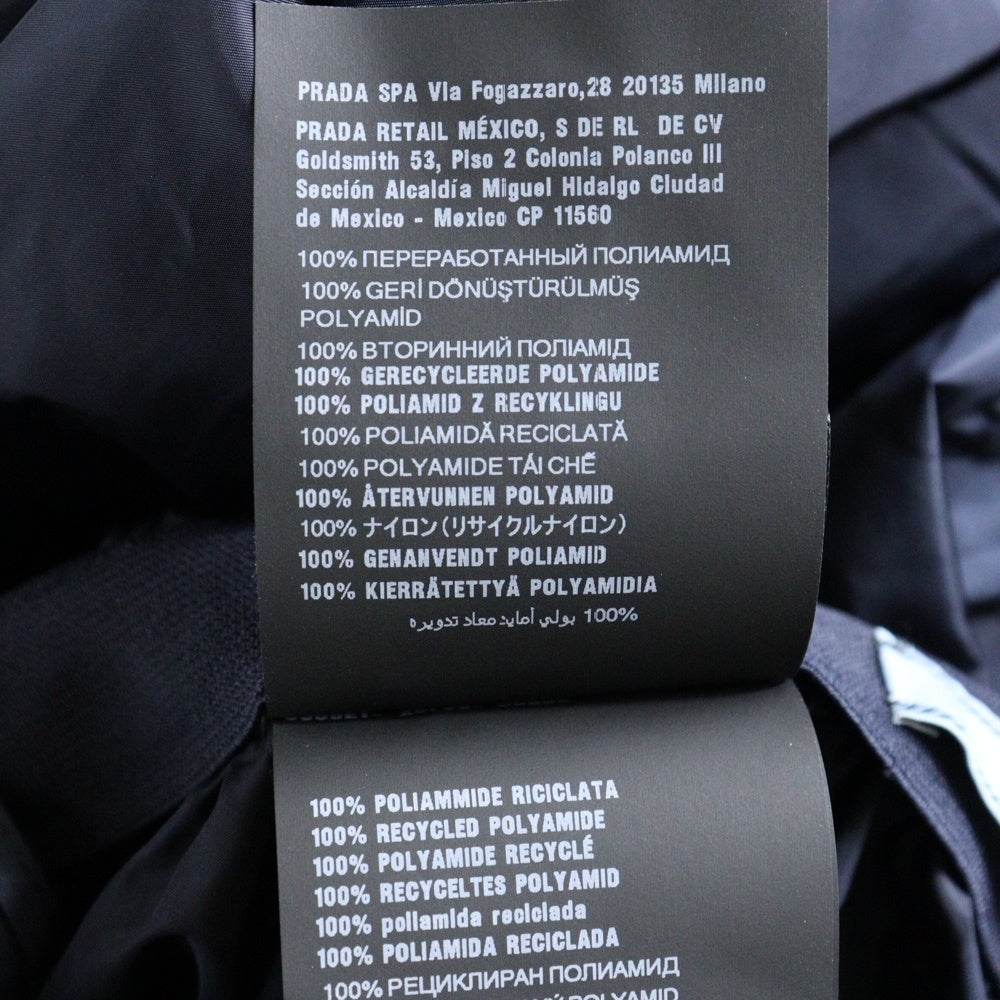 PRADA SPA Via Fogazzaro,28 20135 Milano
PRADA RETAIL MÉXICO, S DE RL DE CV
Goldsmith 53, Piso 2 Colonia Polanco III
Sección Alcaldía Miguel Hidalgo Ciudad
de Mexico - Mexico CP 11560
100% ПЕРЕРАБОТАННЫЙ ПОЛИАМИД
100% GERİ DÖNÜŞTÜRÜLMÜŞ
POLYAMİD
100% ВТОРИННИЙ ПОЛІАМІД
100% GERECYCLEERDE POLYAMIDE
100% POLIAMID Z RECYKLINGU
100% POLIAMIDĂ RECICLATĂ
100% POLYAMIDE TÁI CHẾ
100% ÅTERVUNNEN POLYAMID
100% ナイロン(リサイクルナイロン)
100% GENANVENDT POLIAMID
100% KIERRÄTETTYÄ POLYAMIDIA
100% بولي أمايد معاد تدويره
100% POLIAMMIDE RICICLATA
100% RECYCLED POLYAMIDE
100% POLYAMIDE RECYCLÉ
100% RECYCELTES POLYAMID
100% poliamida reciclada
100% POLIAMIDA RECICLADA
100% РЕЦИКЛИРАН ПОЛИАМИД
POLYAMID